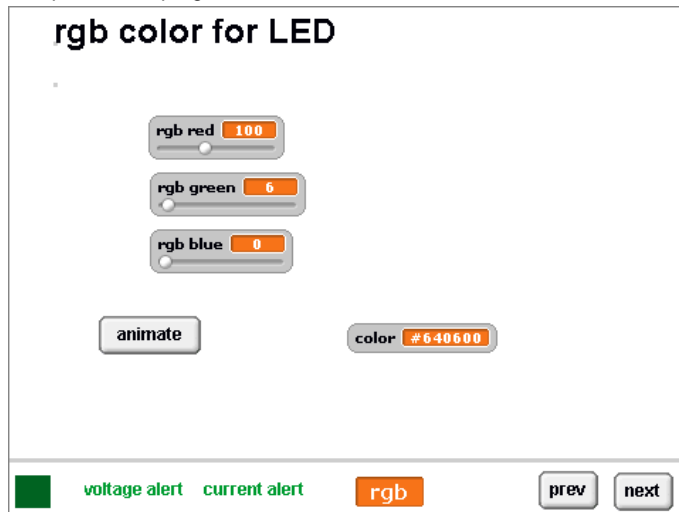 rgb color for LED
rgb red 100
rgb green 6
rgb blue 0
animate
color #640600
voltage alert current alert rgb prev next